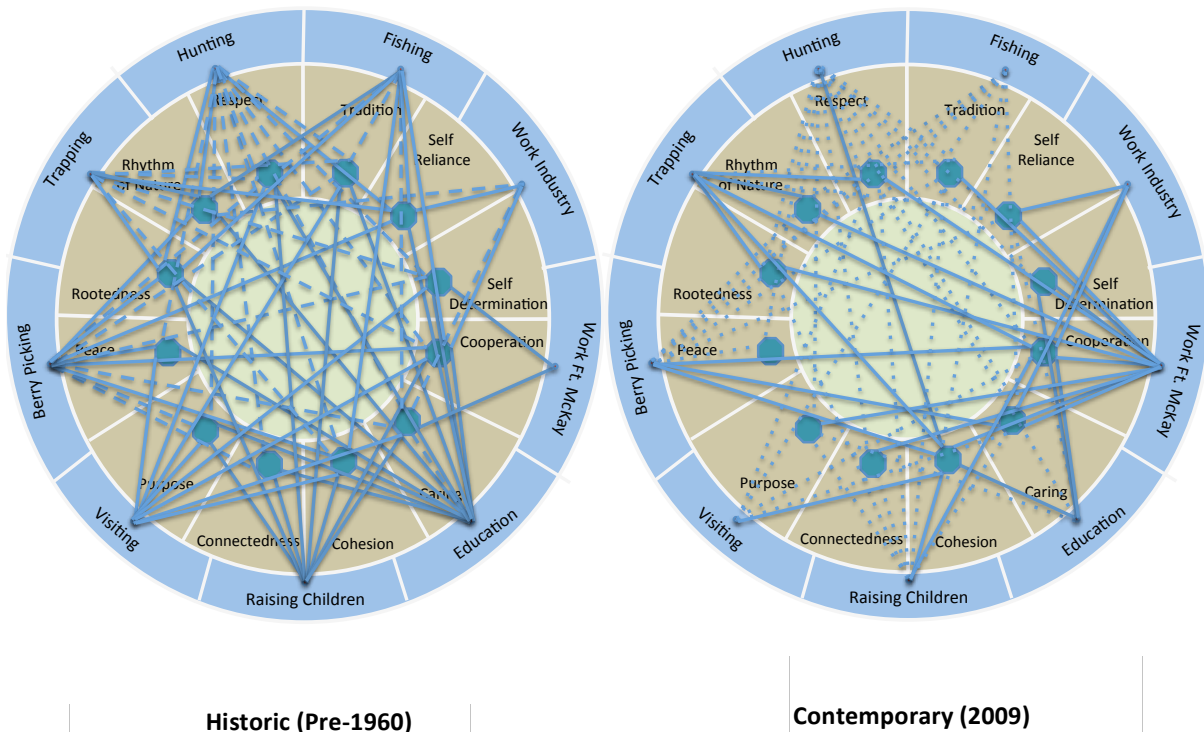 Hunting
Fishing
Respect
Tradition
Self
Reliance
Work Industry
Trapping
Rhythm
of Nature
Rootedness
Self
Determination
Cooperation
Peace
Berry Picking
Work Ft. McKay
Purpose
Caring
Visiting
Connectedness
Cohesion
Education
Raising Children
Historic (Pre-1960)
Hunting
Fishing
Respect
Tradition
Self
Reliance
Work Industry
Trapping
Rhythm
of Nature
Rootedness
Self
Determination
Cooperation
Peace
Berry Picking
Work Ft. McKay
Purpose
Caring
Visiting
Connectedness
Cohesion
Education
Raising Children
Contemporary (2009)